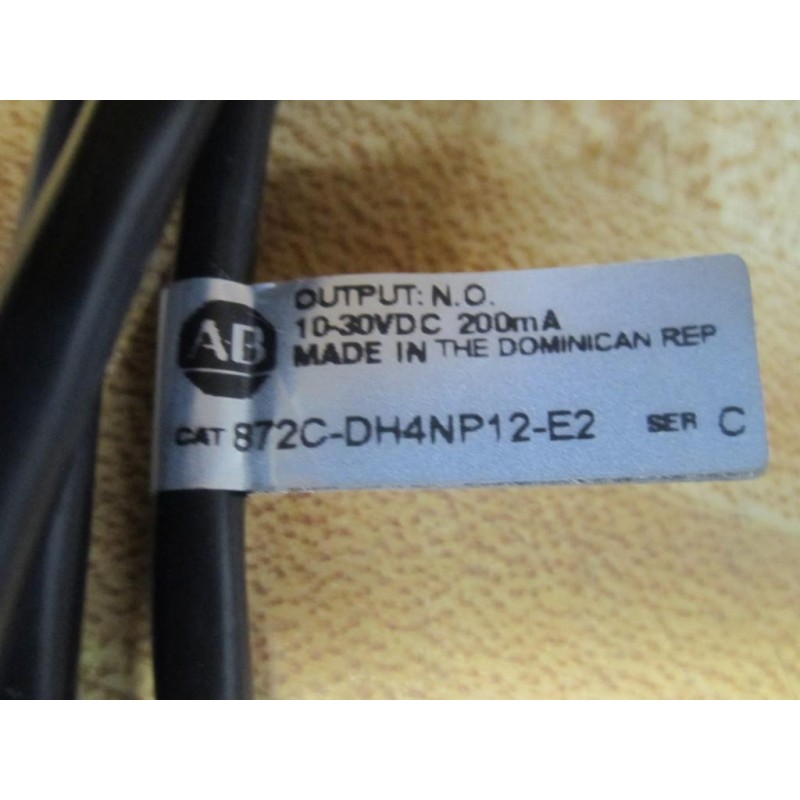 AB
OUTPUT: N.O.
10-30VDC 200mA
MADE IN THE DOMINICAN REP
CAT 872C-DH4NP12-E2 SER C